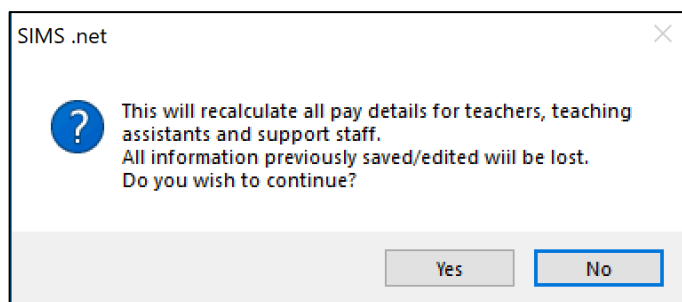 SIMS .net
This will recalculate all pay details for teachers, teaching
assistants and support staff.
All information previously saved/edited wiil be lost.
Do you wish to continue?
Yes
No